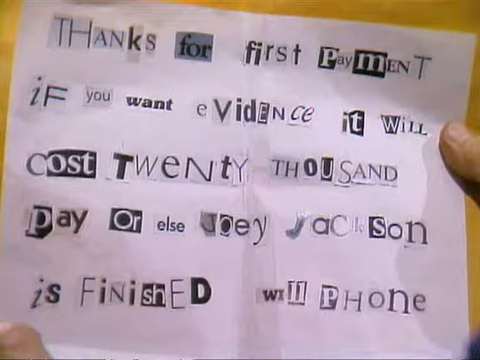 THANKS for first PayMENT
iF you want eVidENce it WiLL
COST TWENTY THOUSAND
pay Or else Joey JaCkSon
is FiNiShED will PHOne